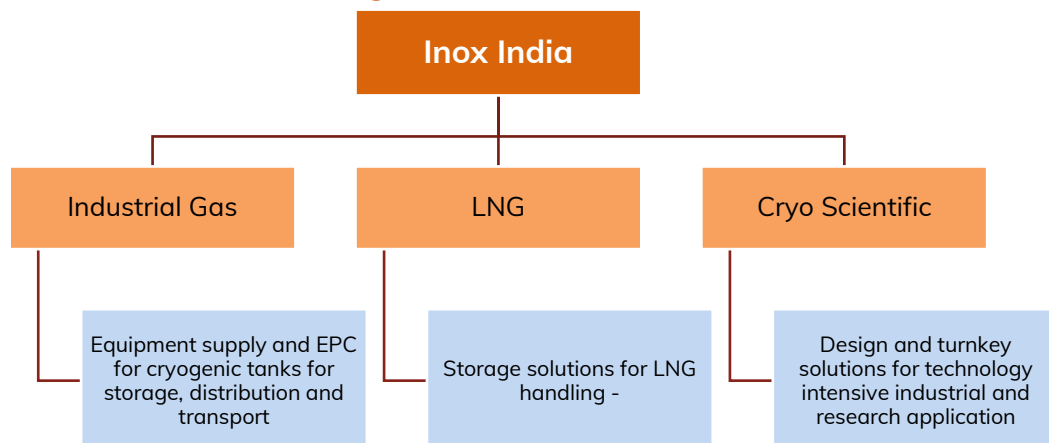 Inox India
Industrial Gas
LNG
Cryo Scientific
Equipment supply and EPC
for cryogenic tanks for
storage, distribution and
transport
Storage solutions for LNG
handling -
Design and turnkey
solutions for technology
intensive industrial and
research application